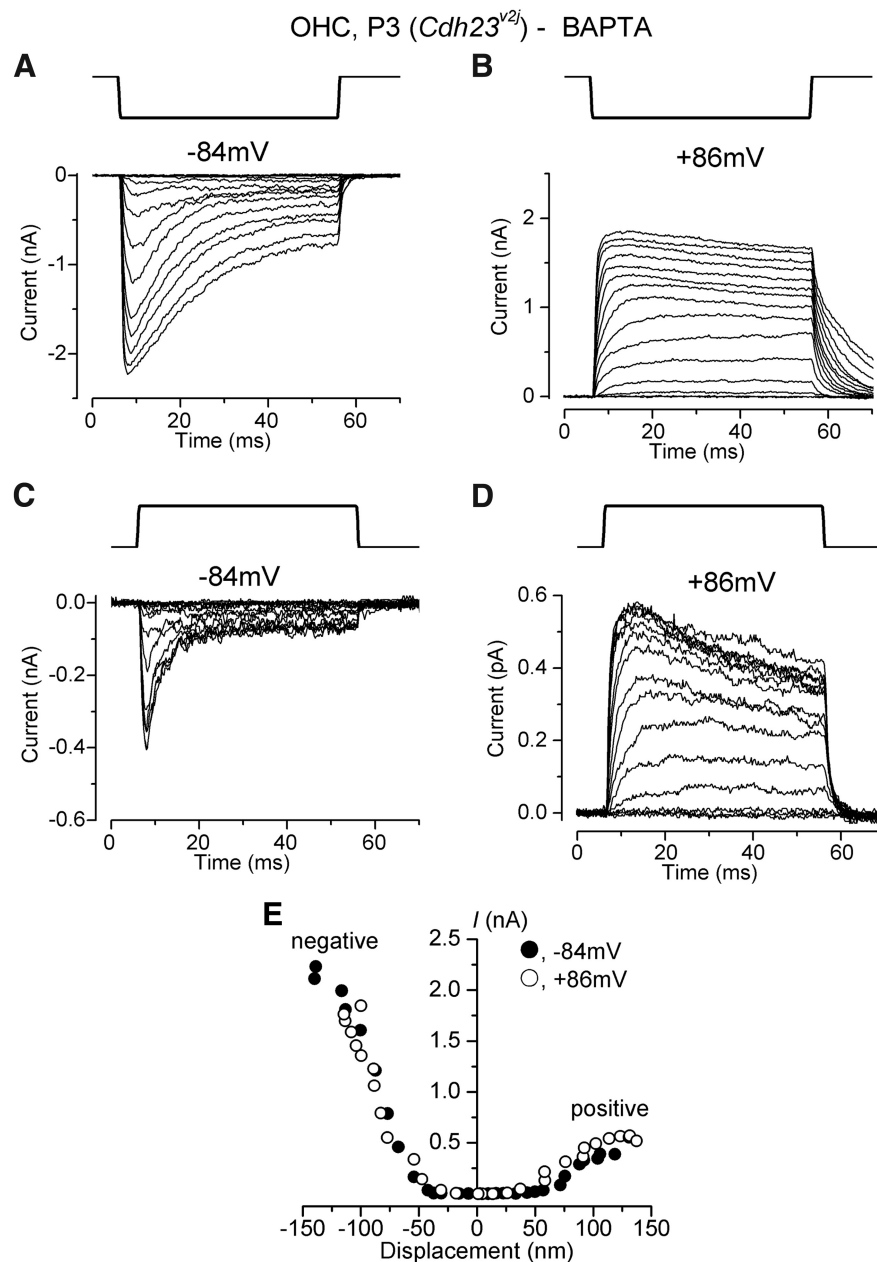 OHC, P3 (Cdh23v2j) - BAPTA
A
-84mV
0
-1
-2
Current (nA)
0 20 40 60
Time (ms)
B
+86mV
2
1
0
Current (nA)
0 20 40 60
Time (ms)
C
-84mV
0.0
-0.2
-0.4
-0.6
Current (nA)
0 20 40 60
Time (ms)
D
+86mV
0.6
0.4
0.2
0.0
Current (pA)
0 20 40 60
Time (ms)
E
I (nA)
negative
2.5
2.0
1.5
1.0
0.5
, -84mV
, +86mV
positive
-150 -100 -50 0 50 100 150
Displacement (nm)